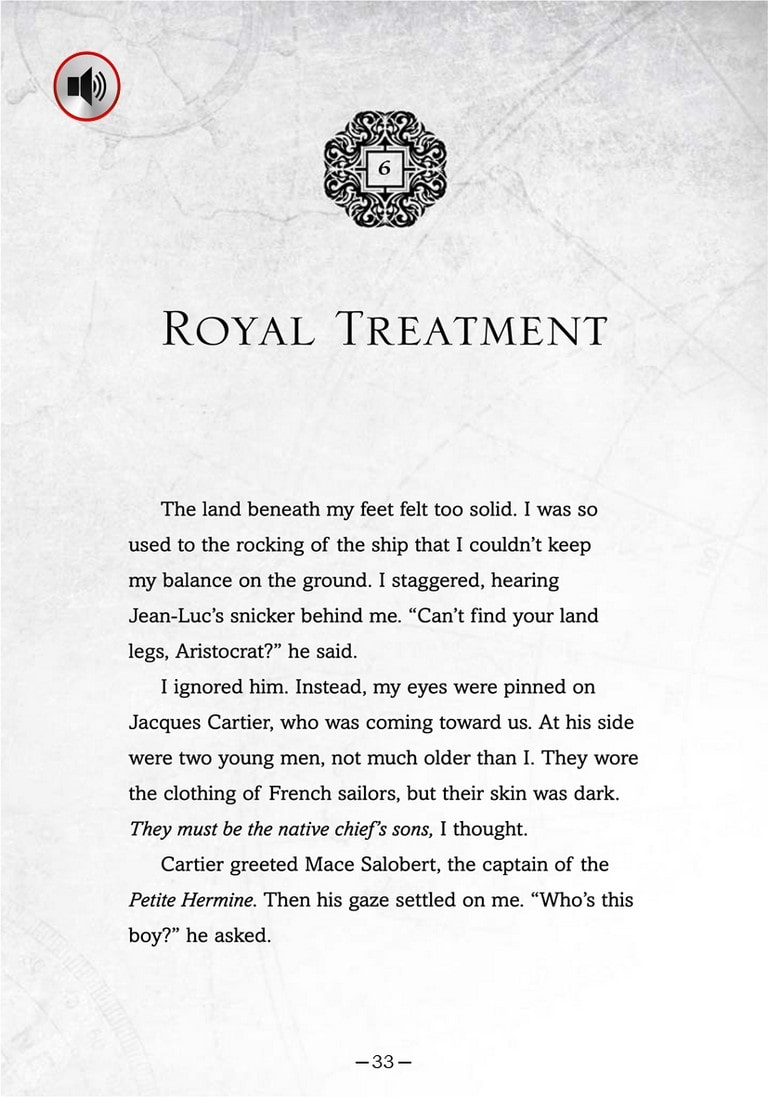 6
ROYAL TREATMENT
The land beneath my feet felt too solid. I was so
used to the rocking of the ship that I couldn’t keep
my balance on the ground. I staggered, hearing
Jean-Luc’s snicker behind me. “Can’t find your land
legs, Aristocrat?” he said.
I ignored him. Instead, my eyes were pinned on
Jacques Cartier, who was coming toward us. At his side
were two young men, not much older than I. They wore
the clothing of French sailors, but their skin was dark.
They must be the native chief’s sons, I thought.
Cartier greeted Mace Salobert, the captain of the
Petite Hermine. Then his gaze settled on me. “Who’s this
boy?” he asked.
—33—